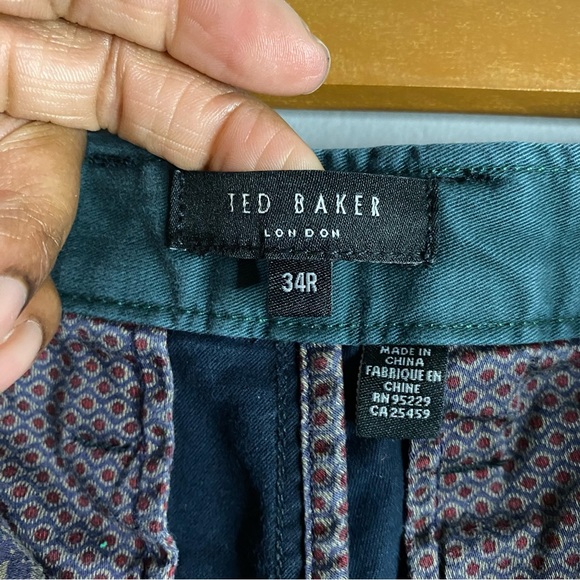 TED BAKER
LONDON
34R
MADE IN
CHINA
FABRIQUE EN
CHINE
RN 95229
CA 25459